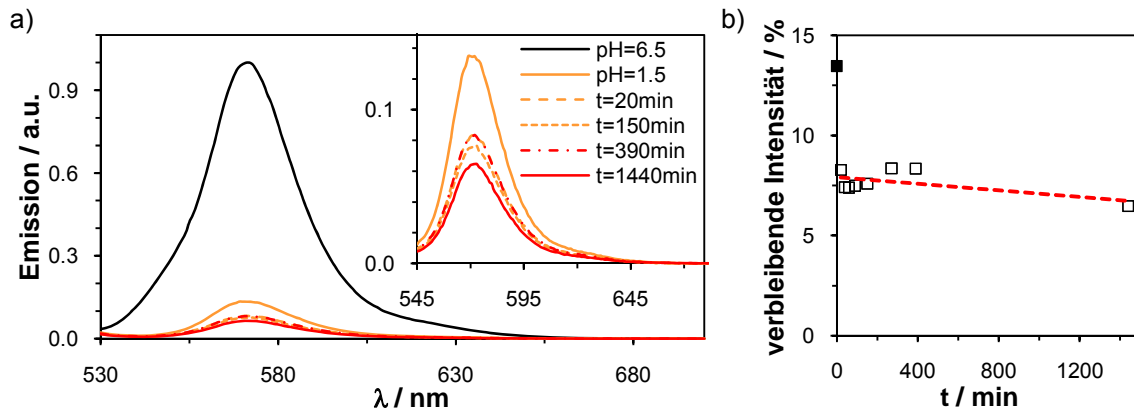 a)
Emission / a.u.
0.9
0.6
0.3
0.0
530
580
630
680
λ / nm
0.1
0.0
545
595
645
pH=6.5
pH=1.5
t=20min
t=150min
t=390min
t=1440min
b)
verbleibende Intensität / %
15
10
5
0
0
400
800
1200
t / min